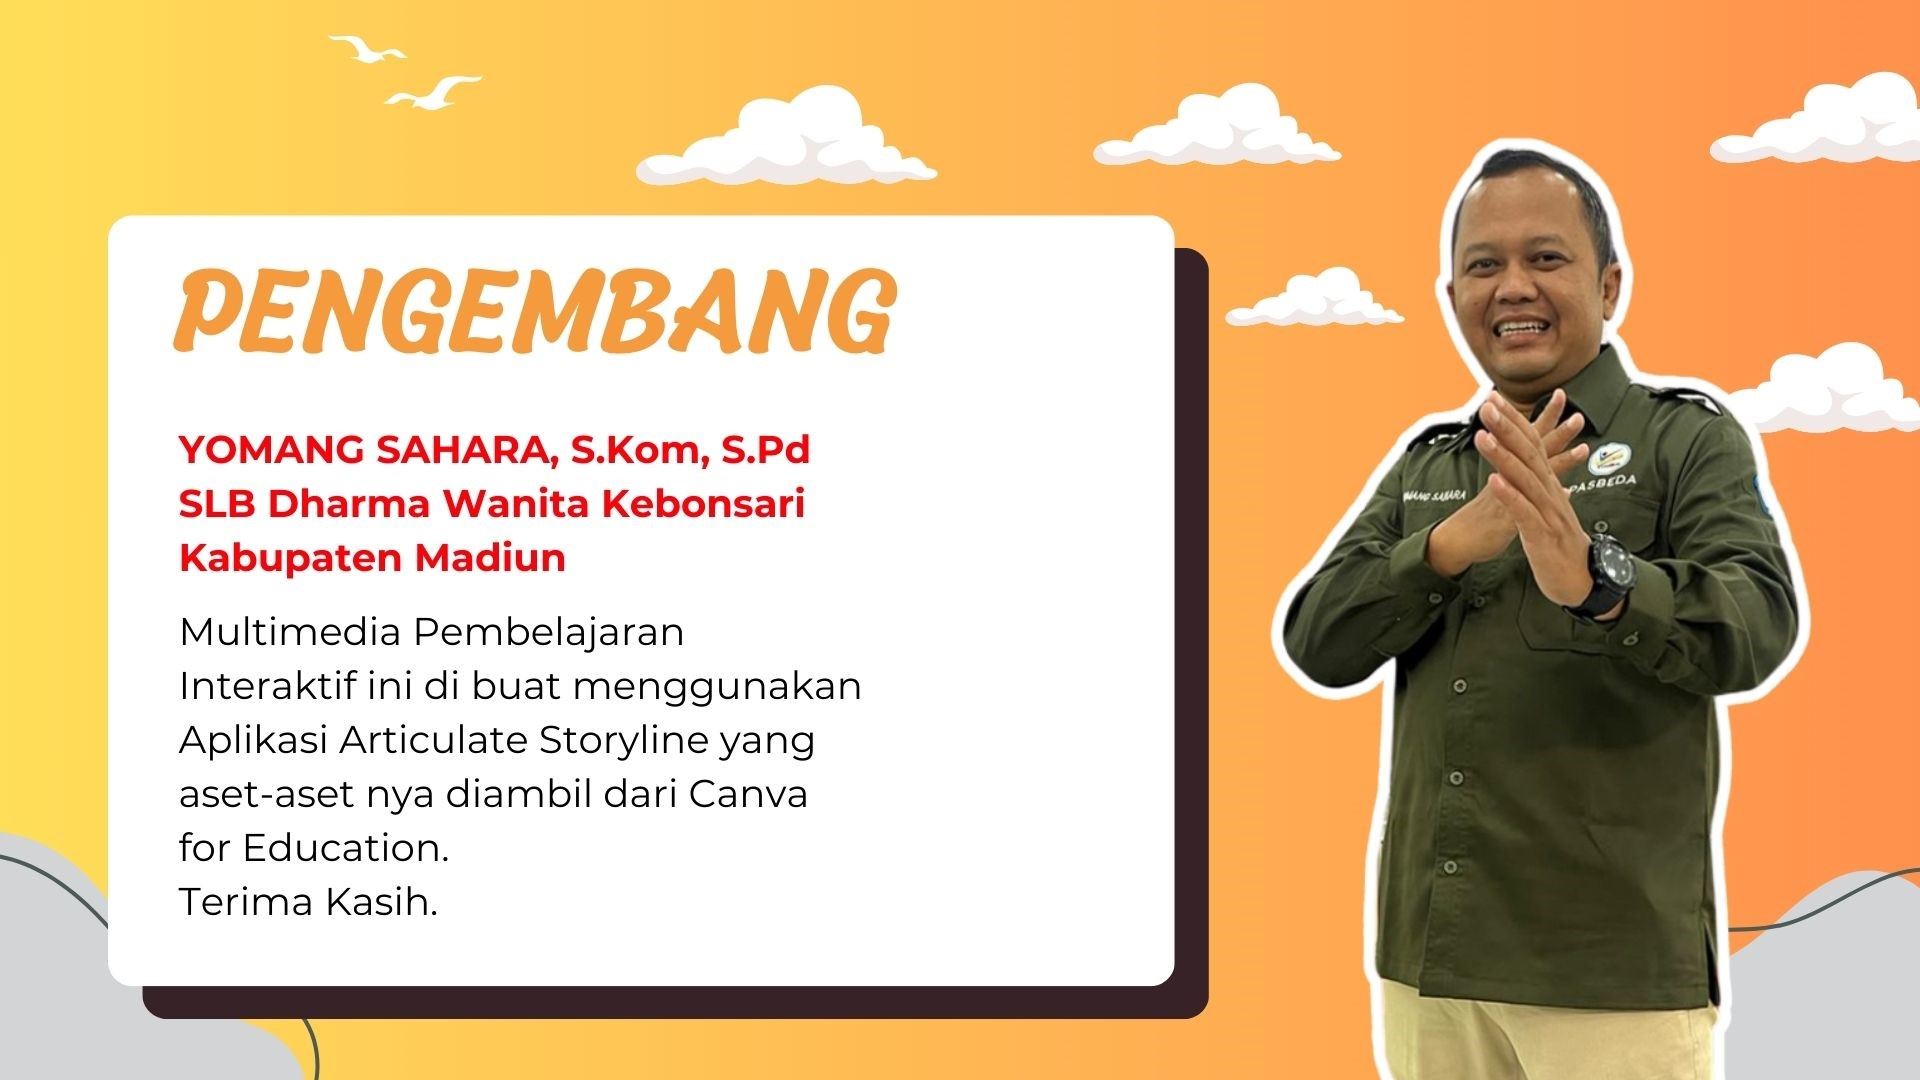 PENGEMBANG
YOMANG SAHARA, S.Kom, S.Pd
SLB Dharma Wanita Kebonsari
Kabupaten Madiun
Multimedia Pembelajaran
Interaktif ini di buat menggunakan
Aplikasi Articulate Storyline yang
aset-aset nya diambil dari Canva
for Education.
Terima Kasih.
SAHARA
PASBEDA